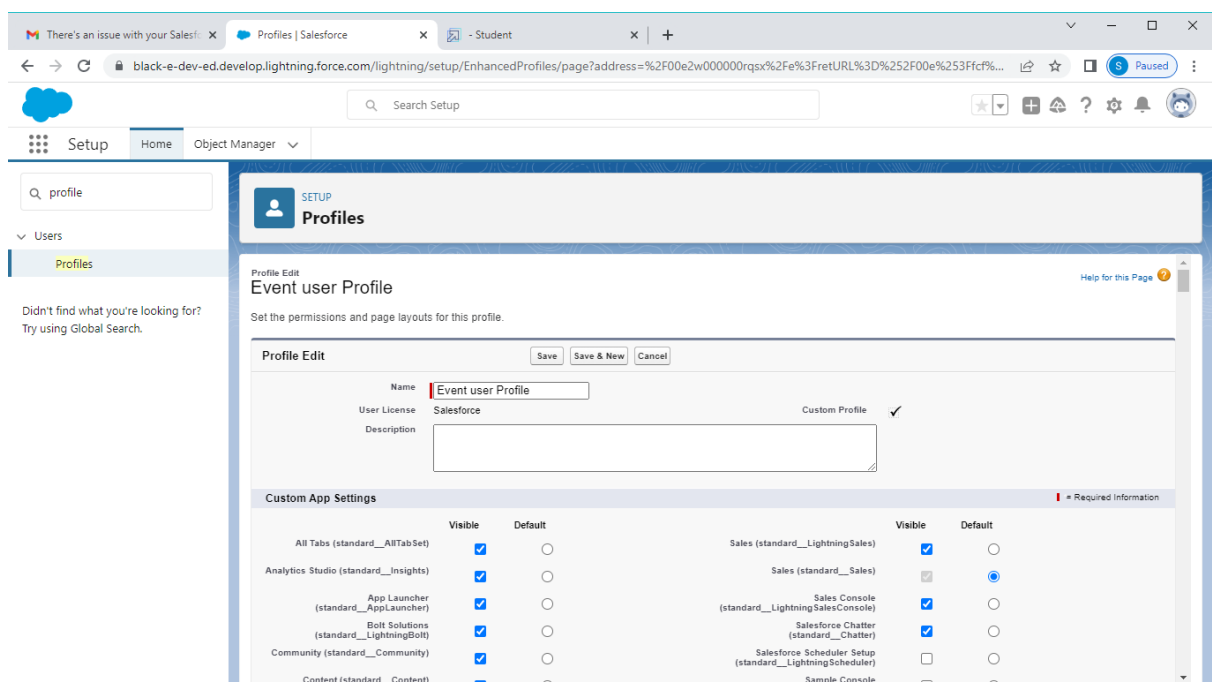 There's an issue with your Salesfo
Profiles | Salesforce
- Student
black-e-dev-ed.develop.lightning.force.com/lightning/setup/EnhancedProfiles/page?address=%2F00e2w000000rqsx%2Fe%3FretURL%3D%252F00e%253Ffcf%...
S Paused
Search Setup
Setup Home Object Manager
profile
Users
Profiles
Didn't find what you're looking for?
Try using Global Search.
SETUP
Profiles
Profile Edit
Event user Profile
Help for this Page
Set the permissions and page layouts for this profile.
Profile Edit Save Save & New Cancel
Name Event user Profile
User License Salesforce Custom Profile
Description
Custom App Settings = Required Information
Visible Default Visible Default
All Tabs (standard__AllTabSet) Sales (standard__LightningSales)
Analytics Studio (standard__Insights) Sales (standard__Sales)
App Launcher
(standard__AppLauncher)
Sales Console
(standard__LightningSalesConsole)
Bolt Solutions
(standard__LightningBolt)
Salesforce Chatter
(standard__Chatter)
Community (standard__Community)
Salesforce Scheduler Setup
(standard__LightningScheduler)
Content (standard__Content)
Sample Console